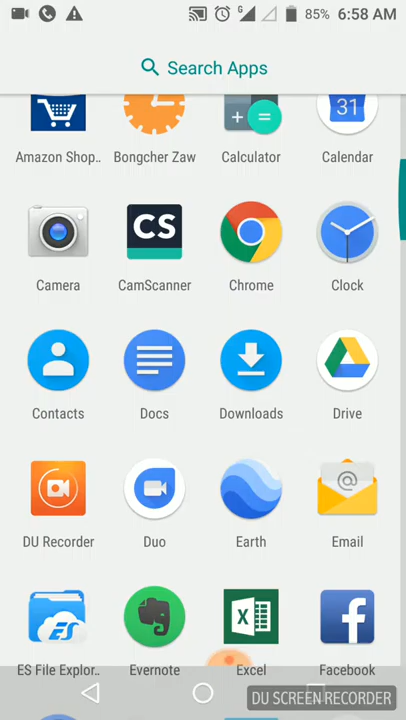 G 85% 6:58 AM
Search Apps
Amazon Shop.. Bongcher Zaw Calculator Calendar
31
CS
Camera CamScanner Chrome Clock
Contacts Docs Downloads Drive
DU Recorder Duo Earth Email
ES
ES File Explor.. Evernote Excel Facebook
DU SCREEN RECORDER